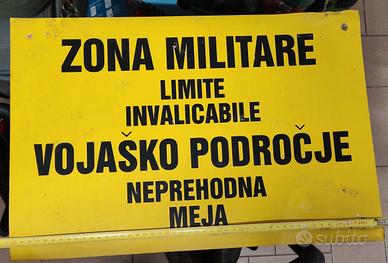 ZONA MILITARE
LIMITE
INVALICABILE
VOJAŠKO PODROČJE
NEPREHODNA
MEJA
subito